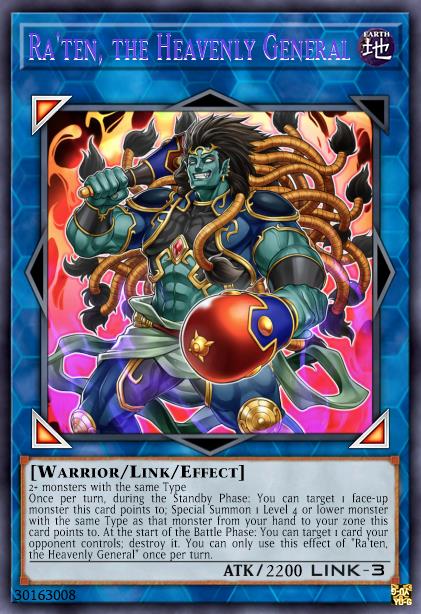 Ra'ten, the Heavenly General
EARTH
地
[Warrior/Link/Effect]
2+ monsters with the same Type
Once per turn, during the Standby Phase: You can target 1 face-up
monster this card points to; Special Summon 1 Level 4 or lower monster
with the same Type as that monster from your hand to your zone this
card points to. At the start of the Battle Phase: You can target 1 card your
opponent controls; destroy it. You can only use this effect of "Ra'ten,
the Heavenly General" once per turn.
ATK/2200 LINK-3
30163008